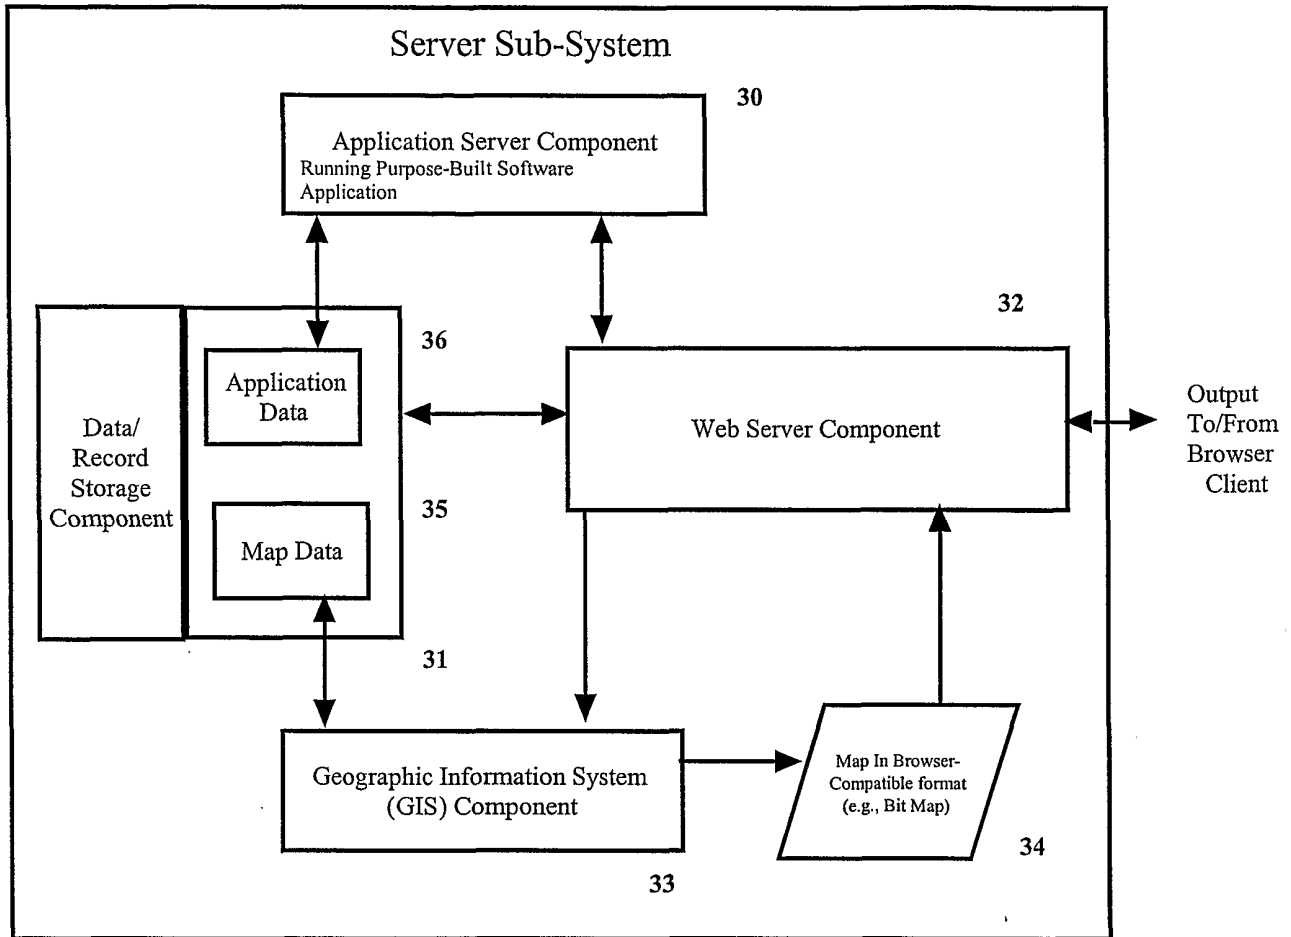 Server Sub-System
30
Application Server Component
Running Purpose-Built Software
Application
32
36
Application
Data
Data/
Record
Storage
Component
Web Server Component
Output
To/From
Browser
Client
35
Map Data
31
Geographic Information System
(GIS) Component
Map In Browser-
Compatible format
(e.g., Bit Map)
34
33